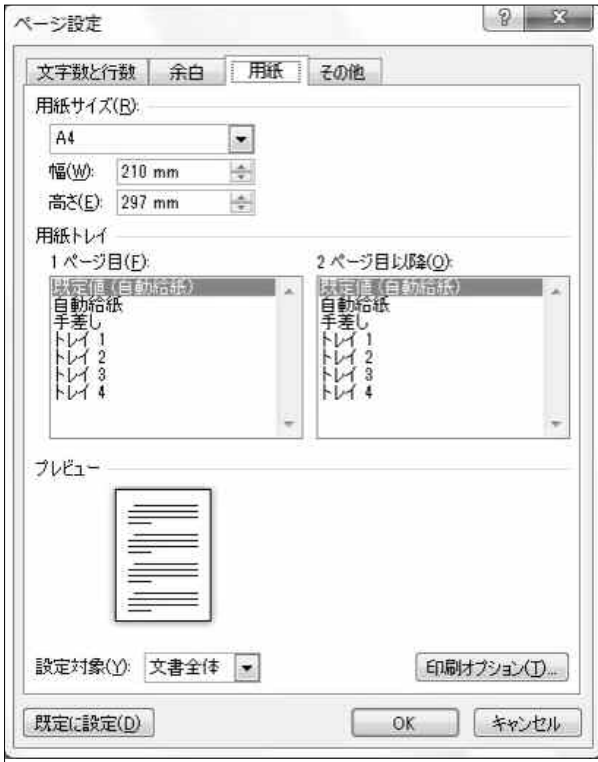 ページ設定
文字数と行数 余白 用紙 その他
用紙サイズ(R):
A4
幅(W): 210 mm
高さ(E): 297 mm
用紙トレイ
1 ページ目(F): 2 ページ目以降(O):
既定値 (自動給紙) 既定値 (自動給紙)
自動給紙 自動給紙
手差し 手差し
トレイ 1 トレイ 1
トレイ 2 トレイ 2
トレイ 3 トレイ 3
トレイ 4 トレイ 4
プレビュー
設定対象(Y): 文書全体 印刷オプション(T)...
既定に設定(D) OK キャンセル